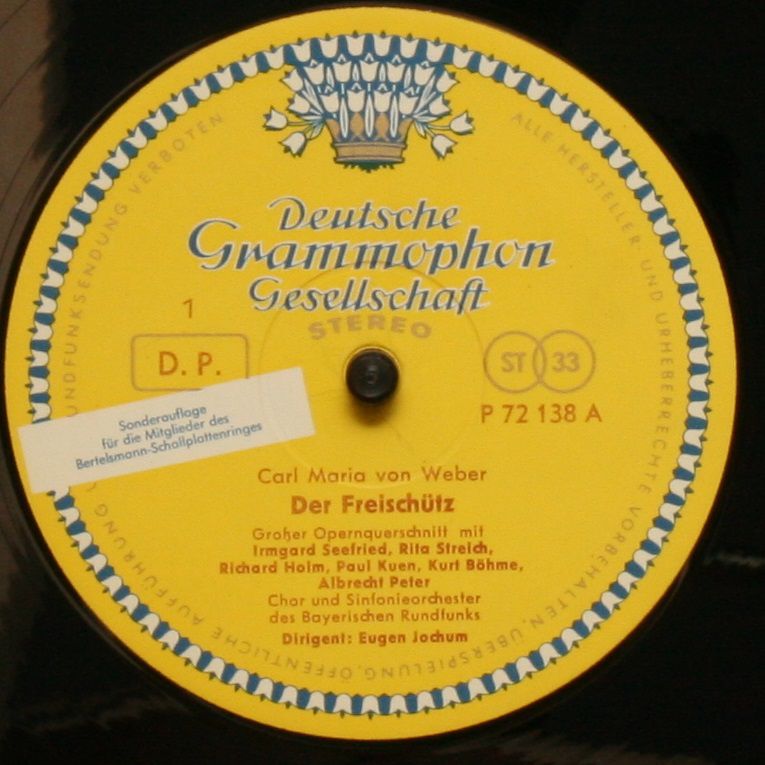 Deutsche
Grammophon
Gesellschaft
STEREO
1
D. P.
ST 33
P 72 138 A
Sonderauflage
für die Mitglieder des
Bertelsmann-Schallplattenringes
Carl Maria von Weber
Der Freischütz
Großer Opernquerschnitt mit
Irmgard Seefried, Rita Streich,
Richard Holm, Paul Kuen, Kurt Böhme,
Albrecht Peter
Chor und Sinfonieorchester
des Bayerischen Rundfunks
Dirigent: Eugen Jochum
ALLE HERSTELLER- UND URHEBERRECHTE VORBEHALTEN, ÜBERSPIELUNG, ÖFFENTLICHE AUFFÜHRUNG UNDFUNKSENDUNG VERBOTEN